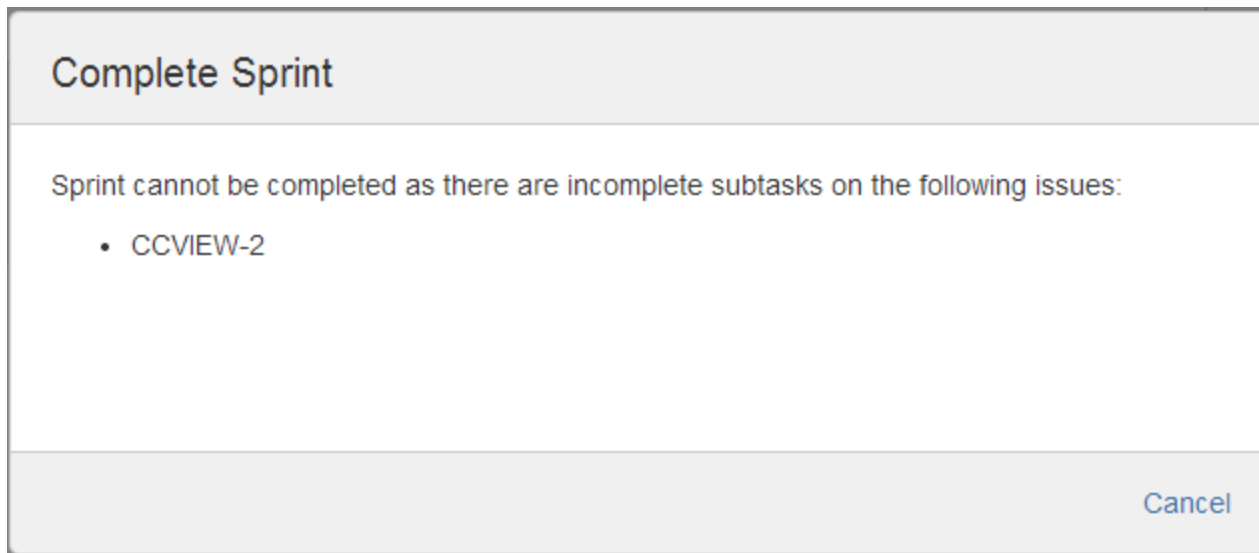 Complete Sprint
Sprint cannot be completed as there are incomplete subtasks on the following issues:
• CCVIEW-2
Cancel